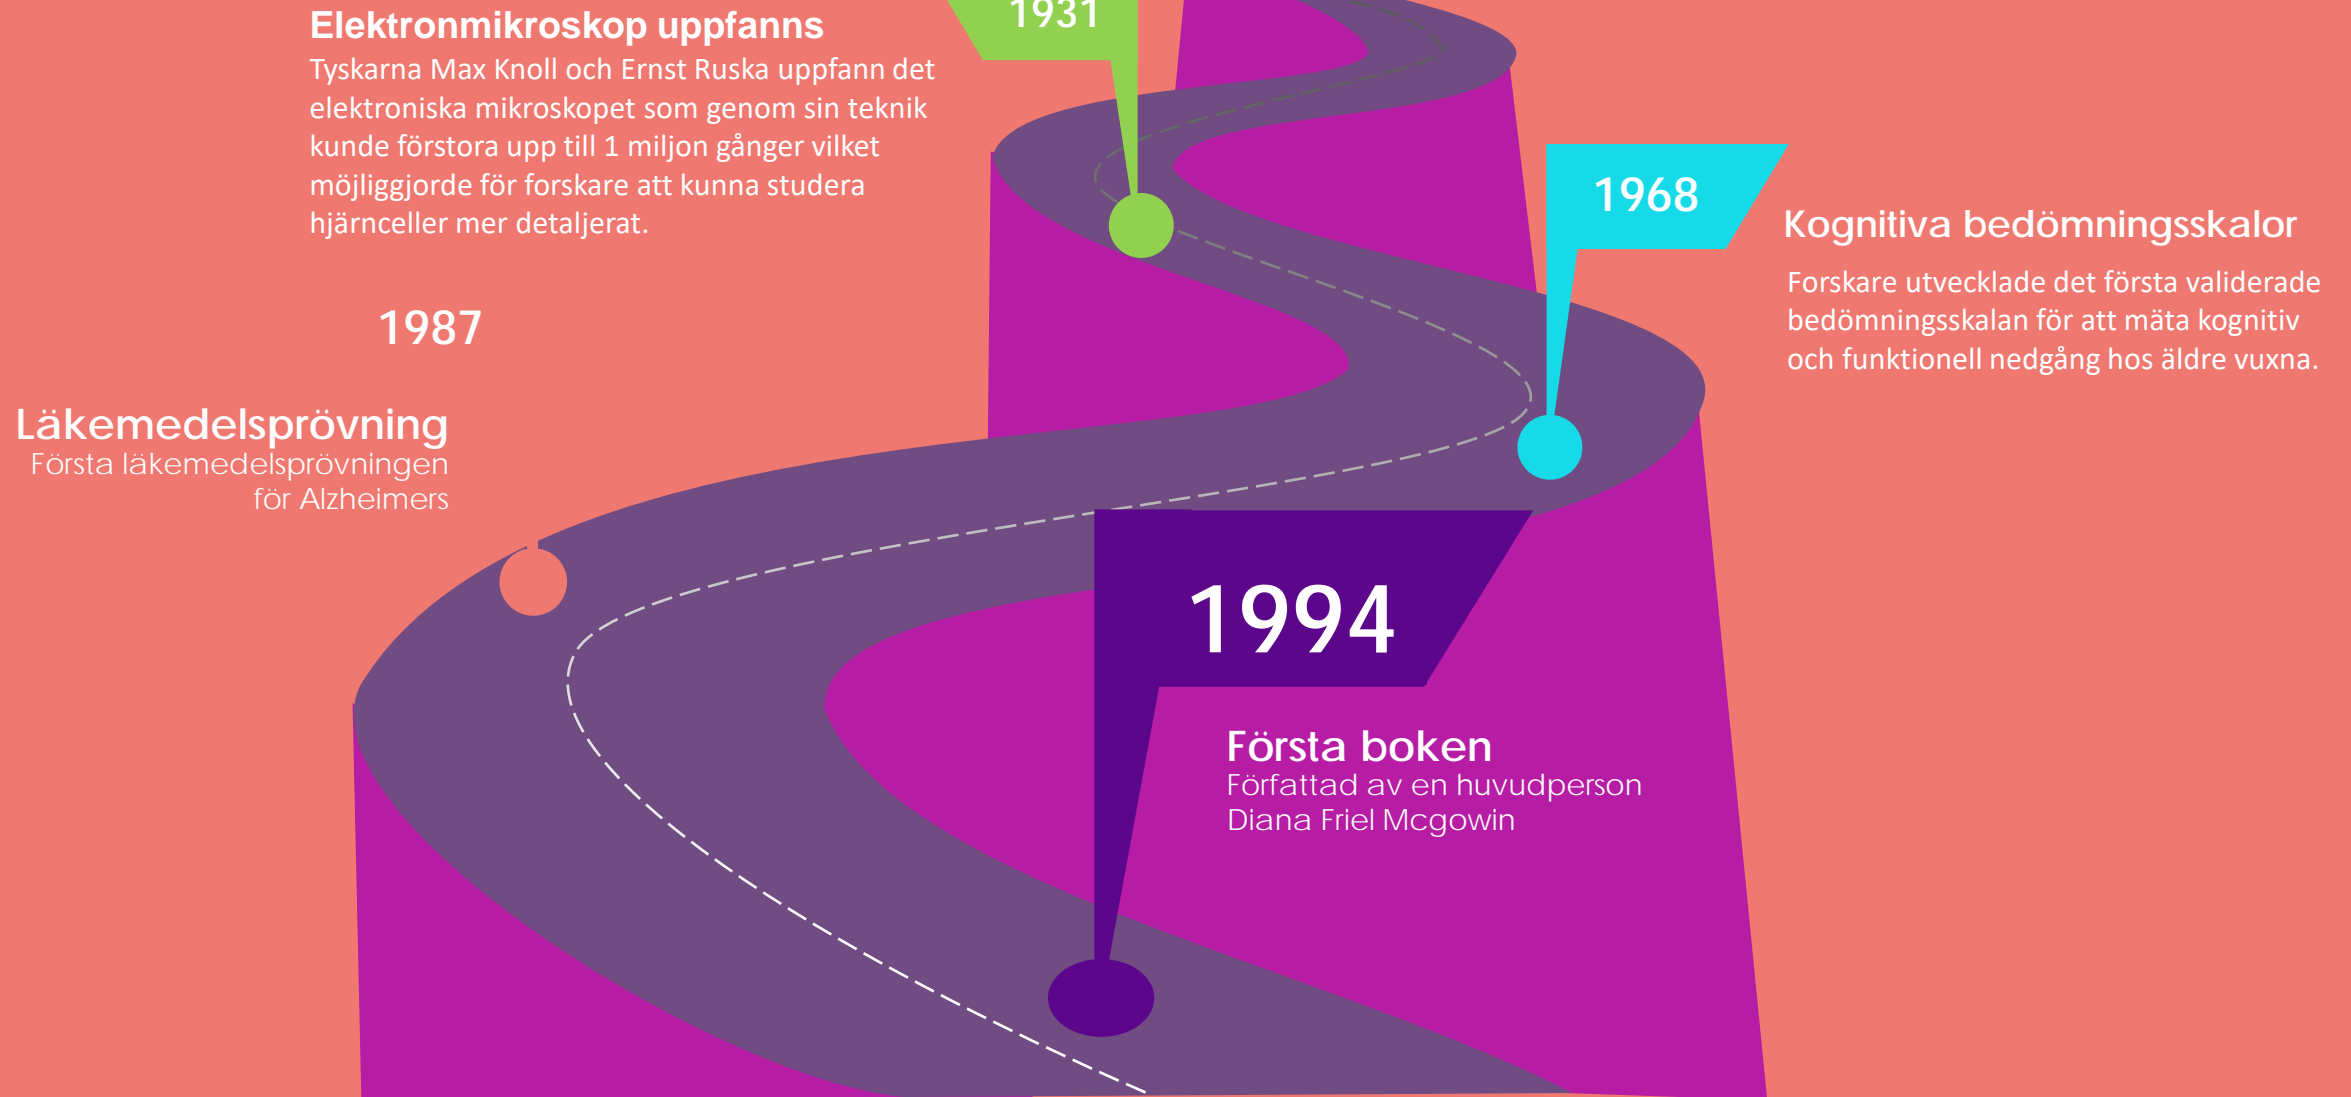 1931
Elektronmikroskop uppfanns
Tyskarna Max Knoll och Ernst Ruska uppfann det
elektroniska mikroskopet som genom sin teknik
kunde förstora upp till 1 miljon gånger vilket
möjliggjorde för forskare att kunna studera
hjärnceller mer detaljerat.
1968
Kognitiva bedömningsskalor
Forskare utvecklade det första validerade
bedömningsskalan för att mäta kognitiv
och funktionell nedgång hos äldre vuxna.
1987
Läkemedelsprövning
Första läkemedelsprövningen
för Alzheimers
1994
Första boken
Författad av en huvudperson
Diana Friel Mcgowin